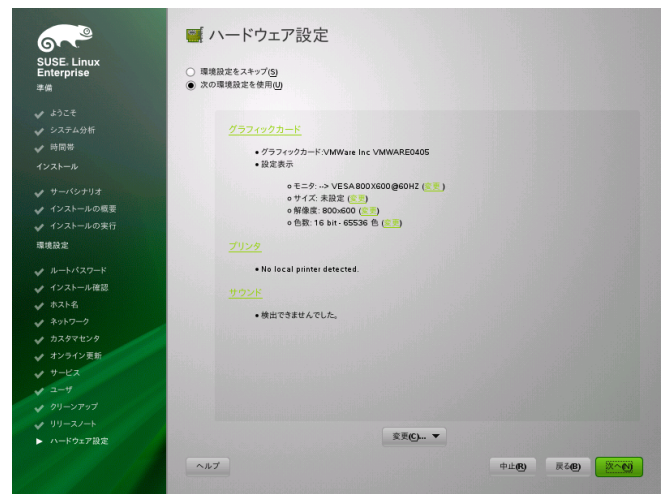 SUSE. Linux
Enterprise
準備
ようこそ
システム分析
時間帯
インストール
サーバシナリオ
インストールの概要
インストールの実行
環境設定
ルートパスワード
インストール確認
ホスト名
ネットワーク
カスタマセンタ
オンライン更新
サービス
ユーザ
クリーンアップ
リリースノート
ハードウェア設定
ハードウェア設定
環境設定をスキップ(S)
次の環境設定を使用(U)
グラフィックカード
• グラフィックカード:VMWare Inc VMWARE0405
• 設定表示
モニタ: --> VESA 800X600@60HZ (変更)
サイズ: 未設定 (変更)
解像度: 800x600 (変更)
色数: 16 bit - 65536 色 (変更)
プリンタ
• No local printer detected.
サウンド
• 検出できませんでした。
変更(C)...
ヘルプ
中止(R)
戻る(B)
次へ(N)